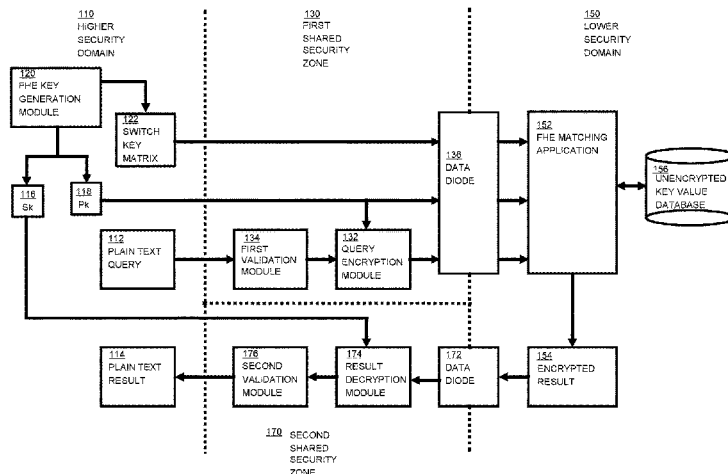 110
HIGHER
SECURITY
DOMAIN
130
FIRST
SHARED
SECURITY
ZONE
150
LOWER
SECURITY
DOMAIN
120
FHE KEY
GENERATION
MODULE
122
SWITCH
KEY
MATRIX
136
DATA
DIODE
152
FHE MATCHING
APPLICATION
156
UNENCRYPTED
KEY VALUE
DATABASE
116
Sk
118
Pk
112
PLAIN TEXT
QUERY
134
FIRST
VALIDATION
MODULE
132
QUERY
ENCRYPTION
MODULE
114
PLAIN TEXT
RESULT
176
SECOND
VALIDATION
MODULE
174
RESULT
DECRYPTION
MODULE
172
DATA
DIODE
154
ENCRYPTED
RESULT
170 SECOND
SHARED
SECURITY
ZONE